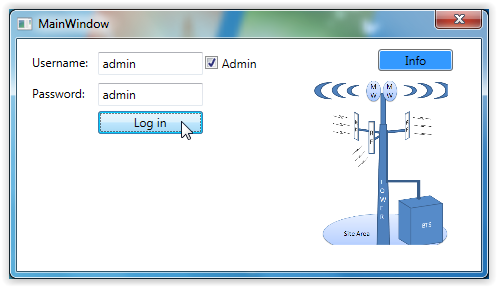 MainWindow
Username:
admin
Admin
Info
Password:
admin
Log in
M
W
M
W
T
O
W
E
R
BTS
Site Area